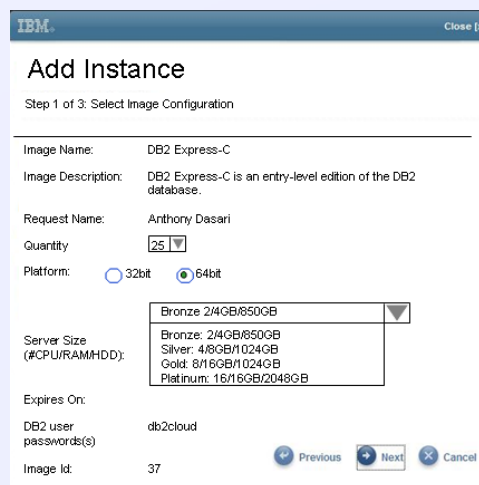 IBM.
Close [
Add Instance
Step 1 of 3: Select Image Configuration
Image Name: DB2 Express-C
Image Description: DB2 Express-C is an entry-level edition of the DB2
database.
Request Name: Anthony Dasari
Quantity 25
Platform: 32bit 64bit
Bronze 2/4GB/850GB
Server Size
(#CPU/RAM/HDD):
Bronze: 2/4GB/850GB
Silver: 4/8GB/1024GB
Gold: 8/16GB/1024GB
Platinum: 16/16GB/2048GB
Expires On:
DB2 user
passwords(s)
db2cloud
Image Id: 37
Previous Next Cancel